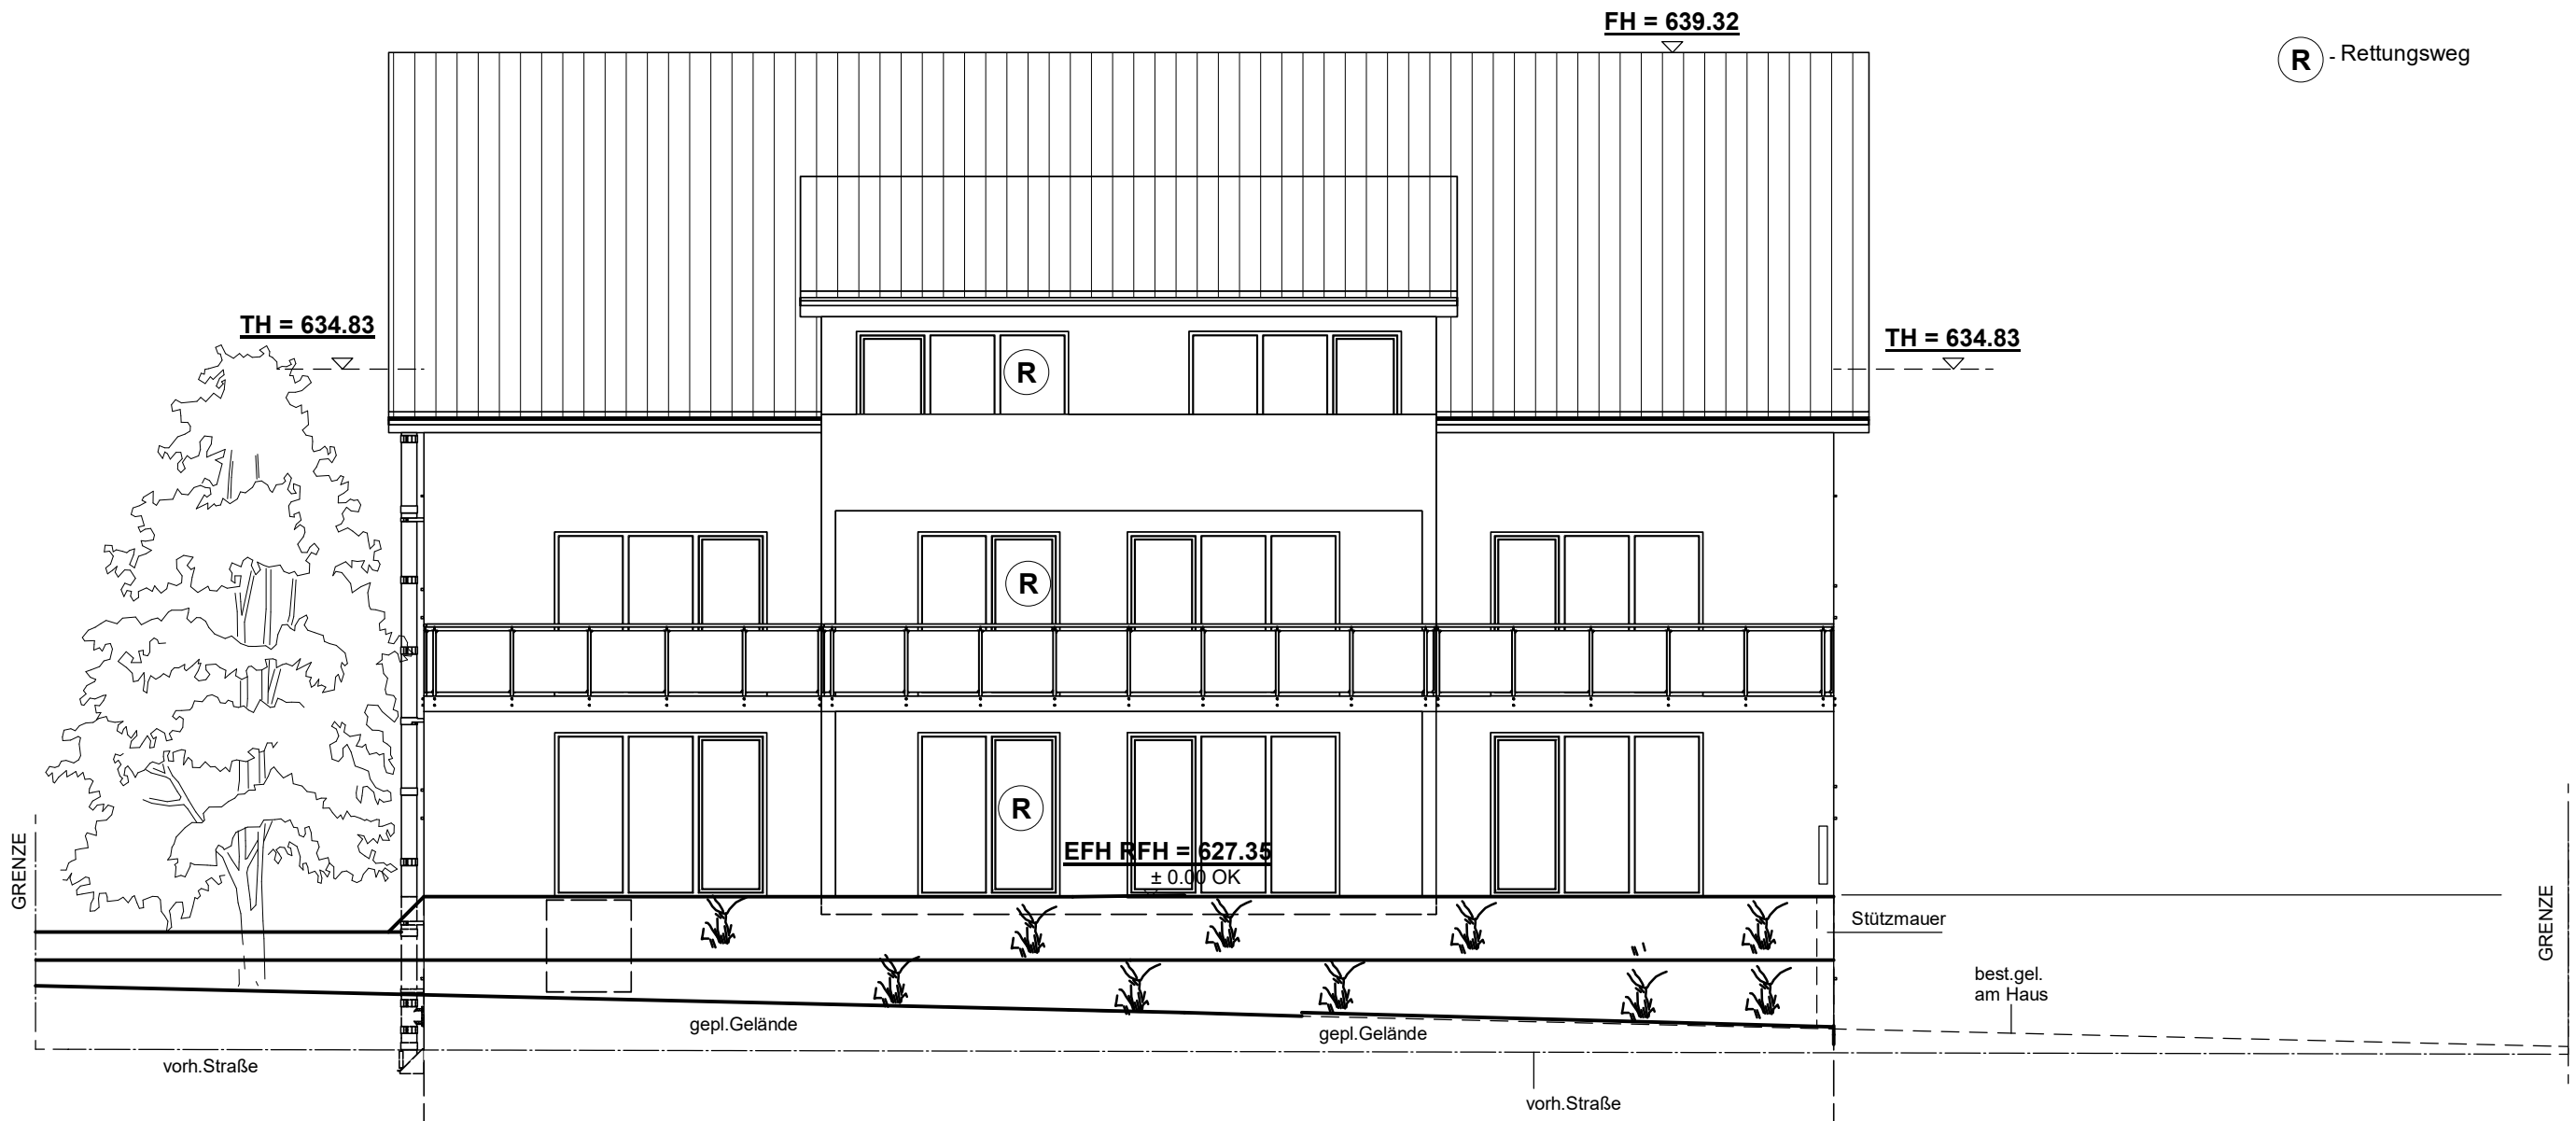 FH = 639.32
R - Rettungsweg
TH = 634.83
TH = 634.83
R
R
R
EFH RFH = 627.35
± 0.00 OK
GRENZE
GRENZE
Stützmauer
best.gel.
am Haus
gepl.Gelände
gepl.Gelände
vorh.Straße
vorh.Straße